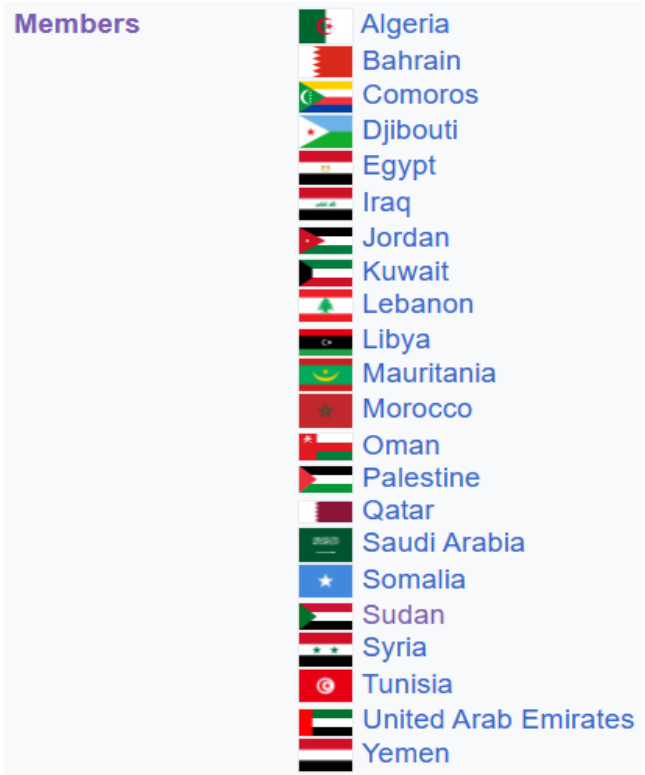 Members
Algeria
Bahrain
Comoros
Djibouti
Egypt
Iraq
Jordan
Kuwait
Lebanon
Libya
Mauritania
Morocco
Oman
Palestine
Qatar
Saudi Arabia
Somalia
Sudan
Syria
Tunisia
United Arab Emirates
Yemen